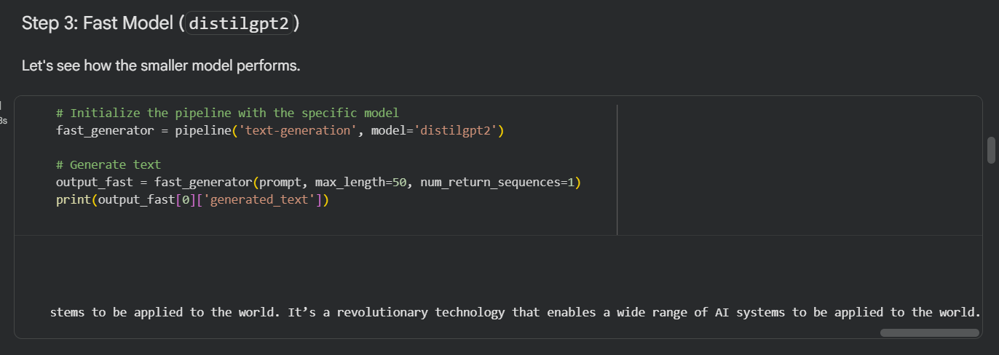 Step 3: Fast Model (distilgpt2)
Let's see how the smaller model performs.
# Initialize the pipeline with the specific model
fast_generator = pipeline('text-generation', model='distilgpt2')
# Generate text
output_fast = fast_generator(prompt, max_length=50, num_return_sequences=1)
print(output_fast[0]['generated_text'])
stems to be applied to the world. It’s a revolutionary technology that enables a wide range of AI systems to be applied to the world.